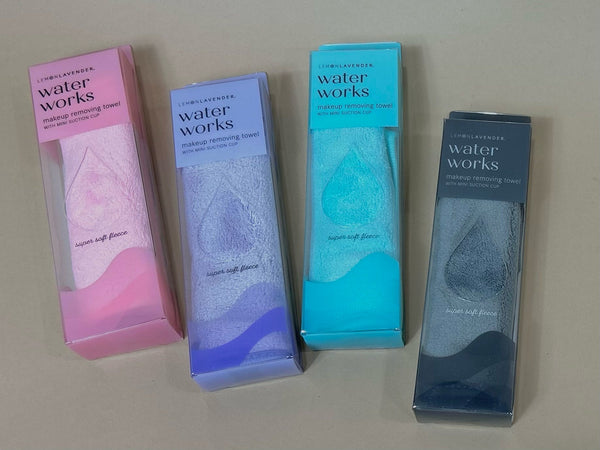 LEMONLAVENDER.
water
works
makeup removing towel
WITH MINI SUCTION CUP
super soft fleece
LEMONLAVENDER.
water
works
makeup removing towel
WITH MINI SUCTION CUP
super soft fleece
LEMONLAVENDER.
water
works
makeup removing towel
WITH MINI SUCTION CUP
super soft fleece
LEMONLAVENDER.
water
works
makeup removing towel
WITH MINI SUCTION CUP
super soft fleece